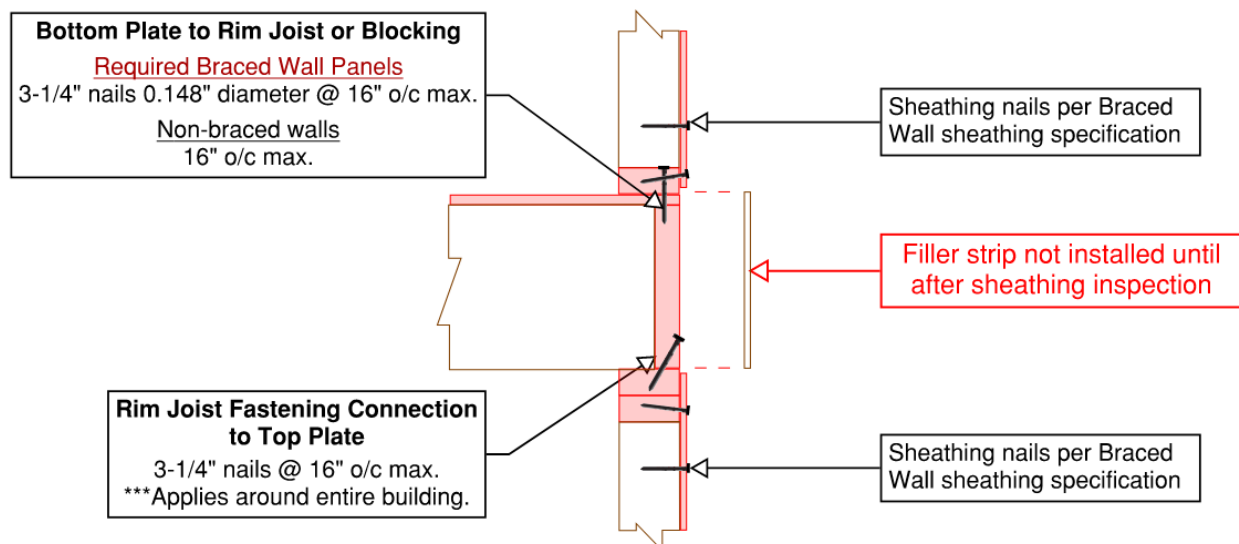 Bottom Plate to Rim Joist or Blocking
Required Braced Wall Panels
3-1/4" nails 0.148" diameter @ 16" o/c max.
Non-braced walls
16" o/c max.
Sheathing nails per Braced
Wall sheathing specification
Filler strip not installed until
after sheathing inspection
Rim Joist Fastening Connection
to Top Plate
3-1/4" nails @ 16" o/c max.
***Applies around entire building.
Sheathing nails per Braced
Wall sheathing specification